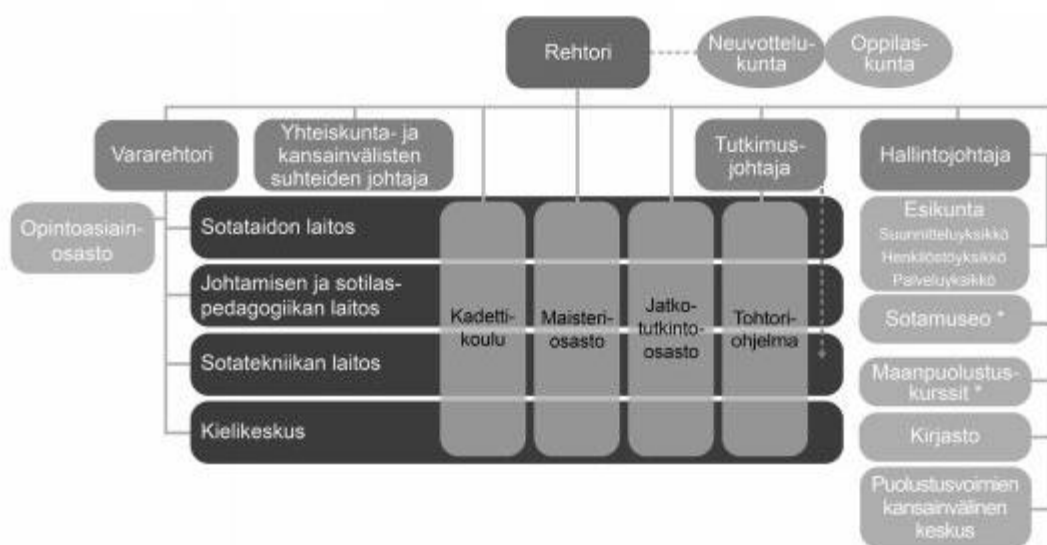 Rehtori
Neuvottelu-
kunta
Oppilas-
kunta
Vararehtori
Yhteiskunta- ja
kansainvälisten
suhteiden johtaja
Tutkimus-
johtaja
Hallintojohtaja
Opintoasiain-
osasto
Sotataidon laitos
Johtamisen ja sotilas-
pedagogiikan laitos
Sotatekniikan laitos
Kielikeskus
Kadetti-
koulu
Maisteri-
osasto
Jatko-
tutkinto-
osasto
Tohtori-
ohjelma
Esikunta
Suunnitteluyksikkö
Henkilöstöyksikkö
Palveluyksikkö
Sotamuseo *
Maanpuolustus-
kurssit *
Kirjasto
Puolustusvoimien
kansainvälinen
keskus